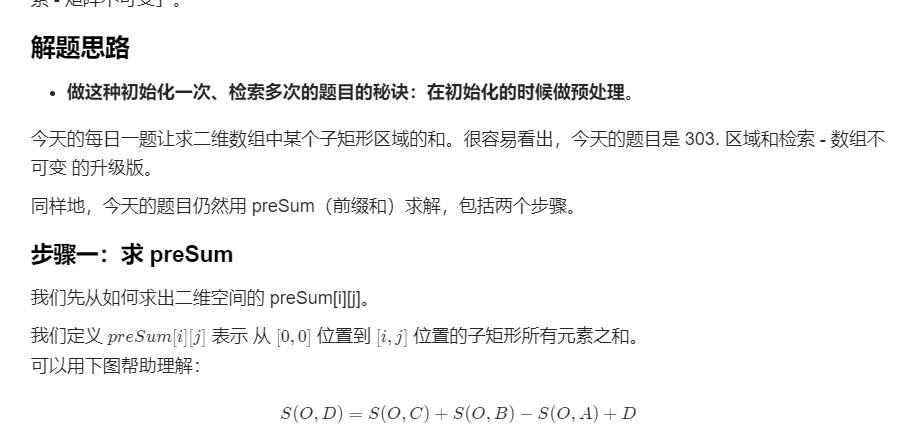 系 - 矩阵不可变」。
解题思路
• 做这种初始化一次、检索多次的题目的秘诀：在初始化的时候做预处理。
今天的每日一题让求二维数组中某个子矩形区域的和。很容易看出，今天的题目是 303. 区域和检索 - 数组不
可变 的升级版。
同样地，今天的题目仍然用 preSum（前缀和）求解，包括两个步骤。
步骤一：求 preSum
我们先从如何求出二维空间的 preSum[i][j]。
我们定义 preSum[i][j] 表示 从 [0, 0] 位置到 [i, j] 位置的子矩形所有元素之和。
可以用下图帮助理解：
S(O, D) = S(O, C) + S(O, B) − S(O, A) + D